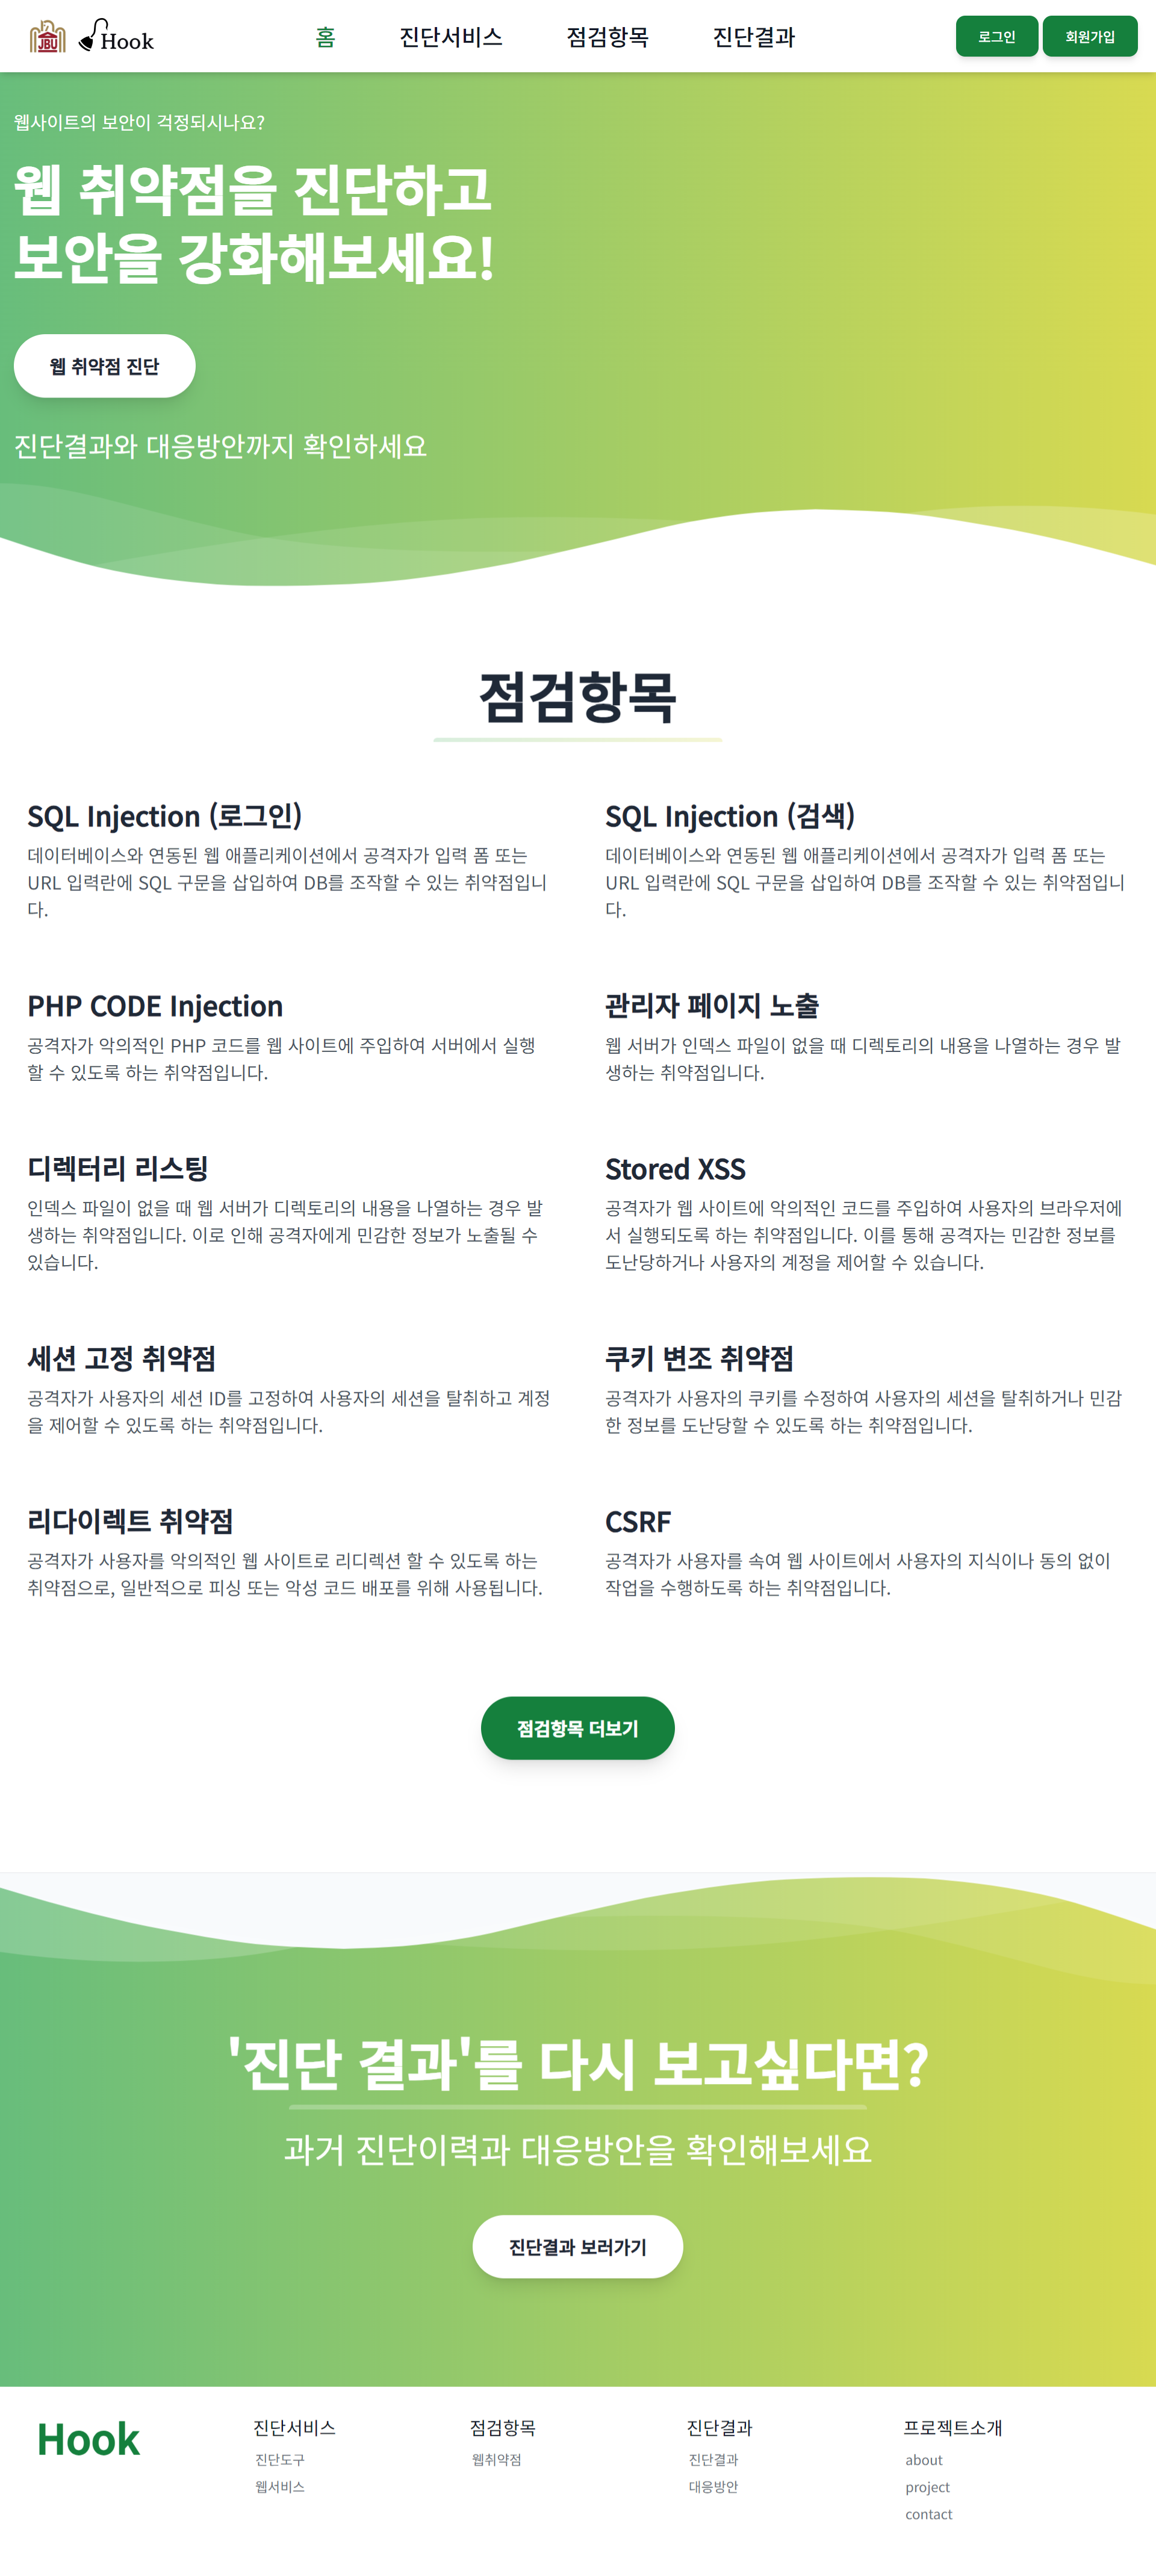 JBU Hook
홈 진단서비스 점검항목 진단결과
로그인 회원가입
웹사이트의 보안이 걱정되시나요?
웹 취약점을 진단하고
보안을 강화해보세요!
웹 취약점 진단
진단결과와 대응방안까지 확인하세요
점검항목
SQL Injection (로그인)
데이터베이스와 연동된 웹 애플리케이션에서 공격자가 입력 폼 또는
URL 입력란에 SQL 구문을 삽입하여 DB를 조작할 수 있는 취약점입니
다.
SQL Injection (검색)
데이터베이스와 연동된 웹 애플리케이션에서 공격자가 입력 폼 또는
URL 입력란에 SQL 구문을 삽입하여 DB를 조작할 수 있는 취약점입니
다.
PHP CODE Injection
공격자가 악의적인 PHP 코드를 웹 사이트에 주입하여 서버에서 실행
할 수 있도록 하는 취약점입니다.
관리자 페이지 노출
웹 서버가 인덱스 파일이 없을 때 디렉토리의 내용을 나열하는 경우 발
생하는 취약점입니다.
디렉터리 리스팅
인덱스 파일이 없을 때 웹 서버가 디렉토리의 내용을 나열하는 경우 발
생하는 취약점입니다. 이로 인해 공격자에게 민감한 정보가 노출될 수
있습니다.
Stored XSS
공격자가 웹 사이트에 악의적인 코드를 주입하여 사용자의 브라우저에
서 실행되도록 하는 취약점입니다. 이를 통해 공격자는 민감한 정보를
도난당하거나 사용자의 계정을 제어할 수 있습니다.
세션 고정 취약점
공격자가 사용자의 세션 ID를 고정하여 사용자의 세션을 탈취하고 계정
을 제어할 수 있도록 하는 취약점입니다.
쿠키 변조 취약점
공격자가 사용자의 쿠키를 수정하여 사용자의 세션을 탈취하거나 민감
한 정보를 도난당할 수 있도록 하는 취약점입니다.
리다이렉트 취약점
공격자가 사용자를 악의적인 웹 사이트로 리디렉션 할 수 있도록 하는
취약점으로, 일반적으로 피싱 또는 악성 코드 배포를 위해 사용됩니다.
CSRF
공격자가 사용자를 속여 웹 사이트에서 사용자의 지식이나 동의 없이
작업을 수행하도록 하는 취약점입니다.
점검항목 더보기
'진단 결과'를 다시 보고싶다면?
과거 진단이력과 대응방안을 확인해보세요
진단결과 보러가기
Hook
진단서비스
진단도구
웹서비스
점검항목
웹취약점
진단결과
진단결과
대응방안
프로젝트소개
about
project
contact